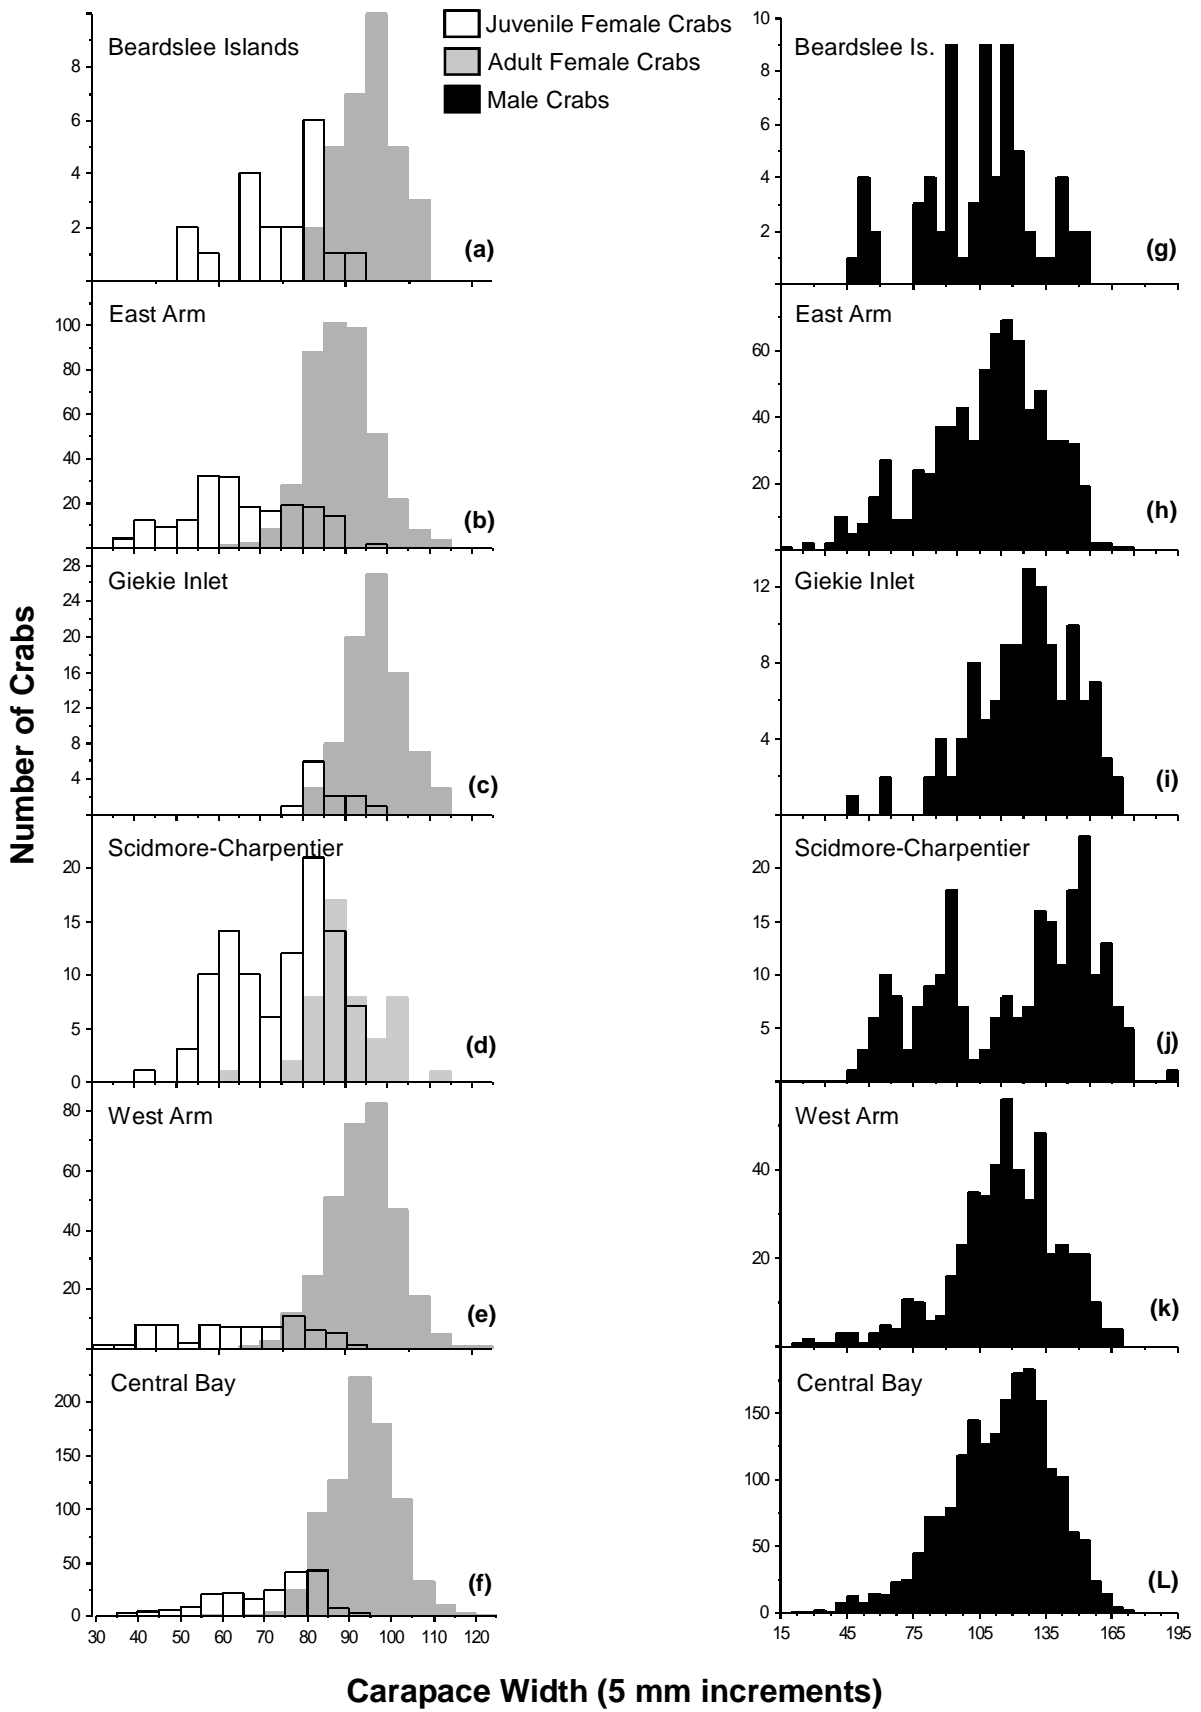 Juvenile Female Crabs
Adult Female Crabs
Male Crabs
Number of Crabs
Beardslee Islands
8
6
4
2
(a)
East Arm
100
80
60
40
20
(b)
Giekie Inlet
28
24
20
16
12
8
4
(c)
Scidmore-Charpentier
20
15
10
5
0
(d)
West Arm
80
60
40
20
(e)
Central Bay
200
150
100
50
0
(f)
30 40 50 60 70 80 90 100 110 120
Beardslee Is.
10
8
6
4
2
(g)
East Arm
60
40
20
(h)
Giekie Inlet
12
8
4
(i)
Scidmore-Charpentier
20
15
10
5
(j)
West Arm
40
20
(k)
Central Bay
150
100
50
0
(L)
15 45 75 105 135 165 195
Carapace Width (5 mm increments)